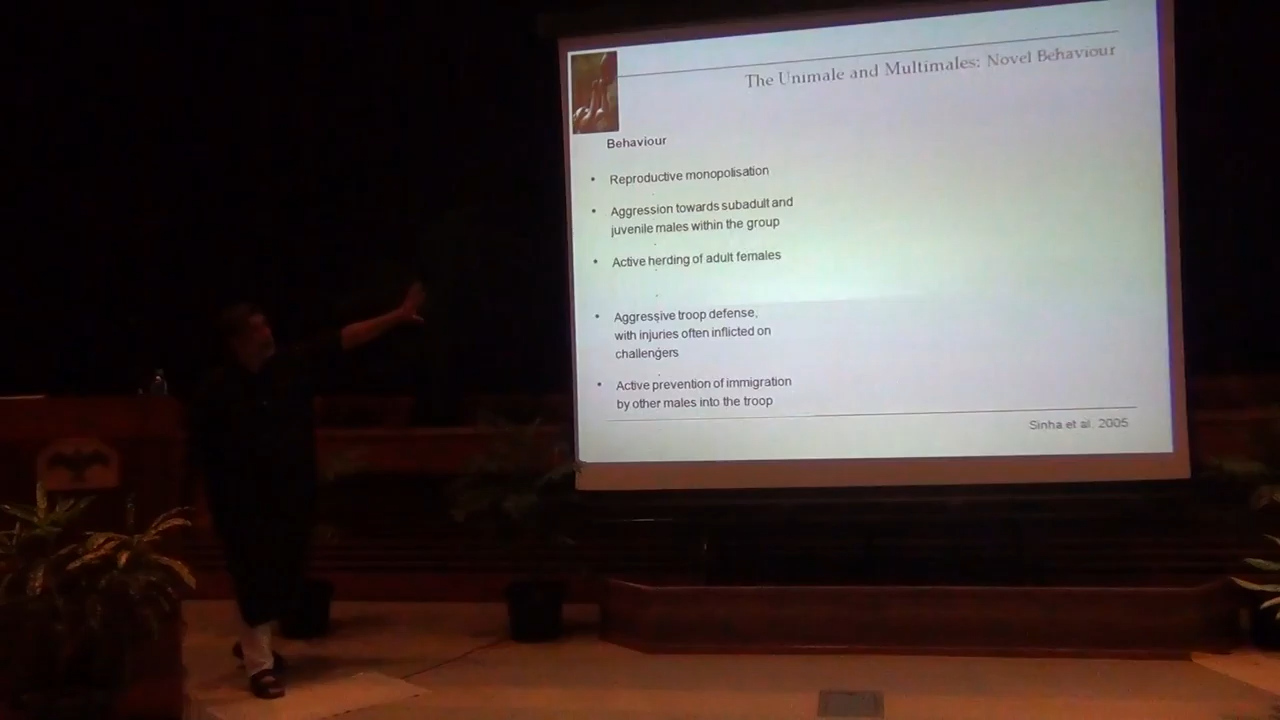 The Unimale and Multimales: Novel Behaviour
Behaviour
• Reproductive monopolisation
• Aggression towards subadult and
juvenile males within the group
• Active herding of adult females
• Aggressive troop defense,
with injuries often inflicted on
challengers
• Active prevention of immigration
by other males into the troop
Sinha et al. 2005